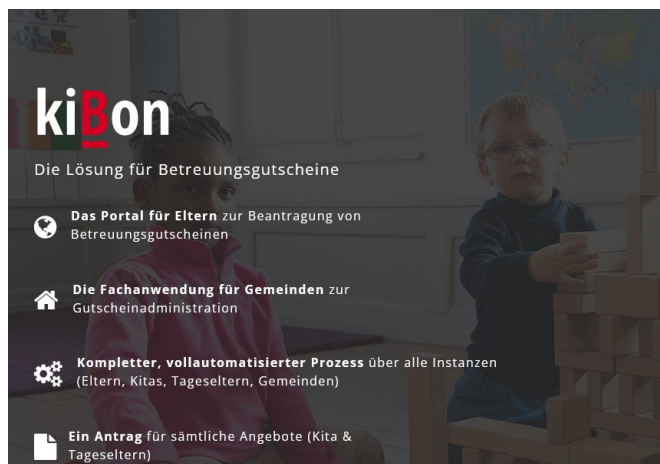 kiBon
Die Lösung für Betreuungsgutscheine
Das Portal für Eltern zur Beantragung von
Betreuungsgutscheinen
Die Fachanwendung für Gemeinden zur
Gutscheinadministration
Kompletter, vollautomatisierter Prozess über alle Instanzen
(Eltern, Kitas, Tageseltern, Gemeinden)
Ein Antrag für sämtliche Angebote (Kita &
Tageseltern)